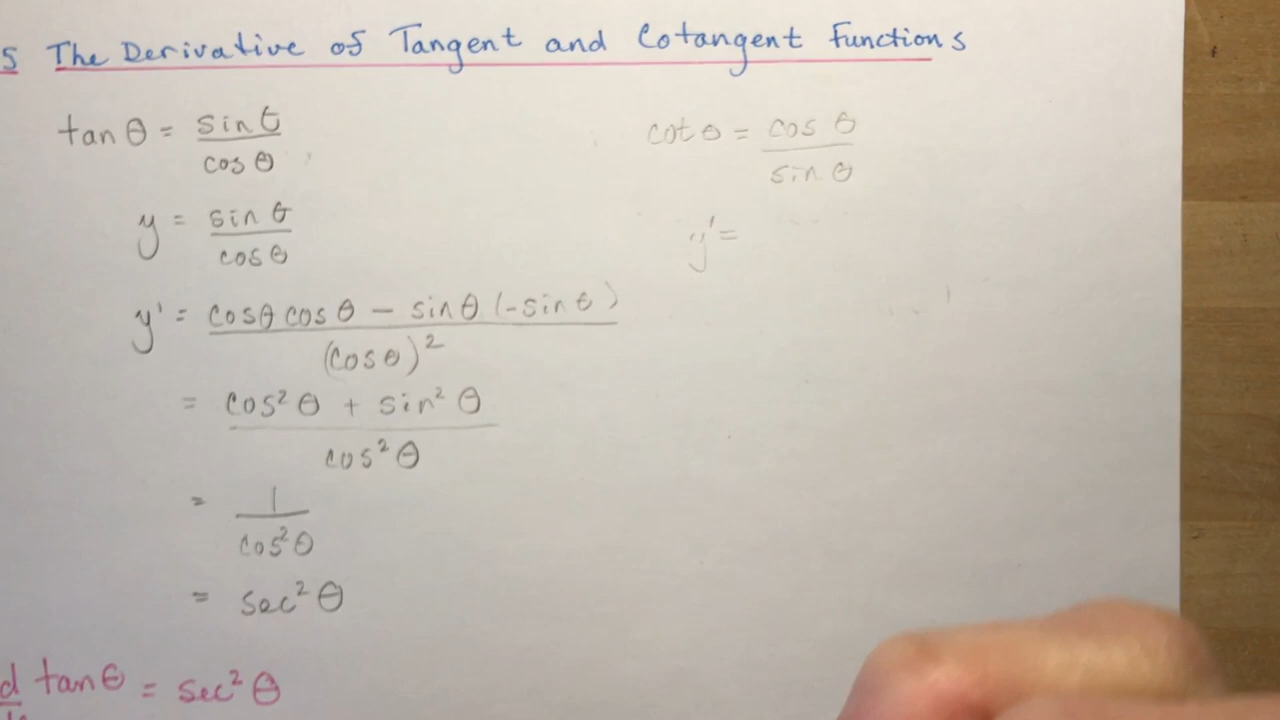 5 The Derivative of Tangent and Cotangent Functions
tan θ = sin θ / cos θ
y = sin θ / cos θ
y' = cos θ cos θ − sin θ (−sin θ) / (cos θ)²
= cos² θ + sin² θ / cos² θ
= 1 / cos² θ
= sec² θ
d tan θ = sec² θ
cot θ = cos θ / sin θ
y' =